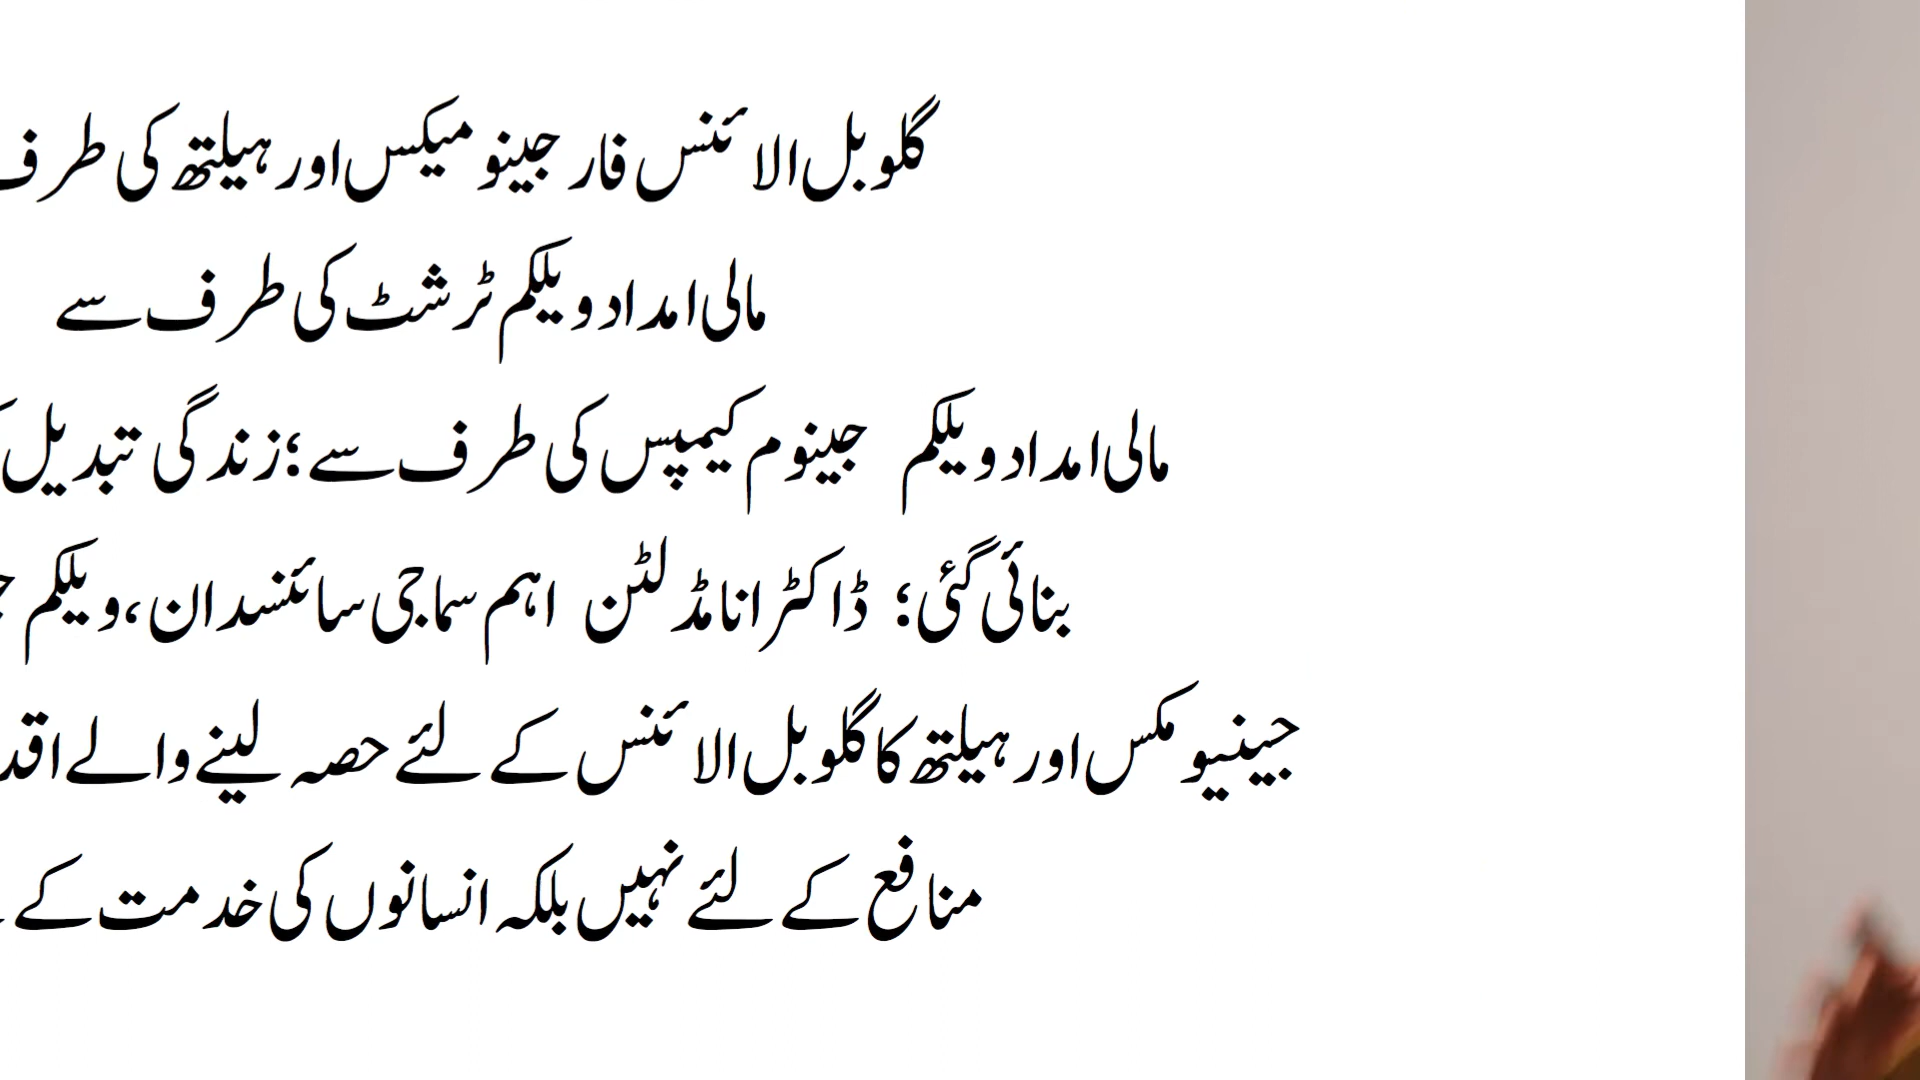 گلوبل الائنس فار جینومیکس اور ہیلتھ کی طرف
مالی امداد ویلکم ٹرشٹ کی طرف سے
مالی امداد ویلکم جینوم کیمپس کی طرف سے؛ زندگی تبدیل
بنائی گئی؛ ڈاکٹر انا مڈلٹن اہم سماجی سائنسدان، ویلکم
جینیومکس اور ہیلتھ کا گلوبل الائنس کے لئے حصہ لینے والے
منافع کے لئے نہیں بلکہ انسانوں کی خدمت کے